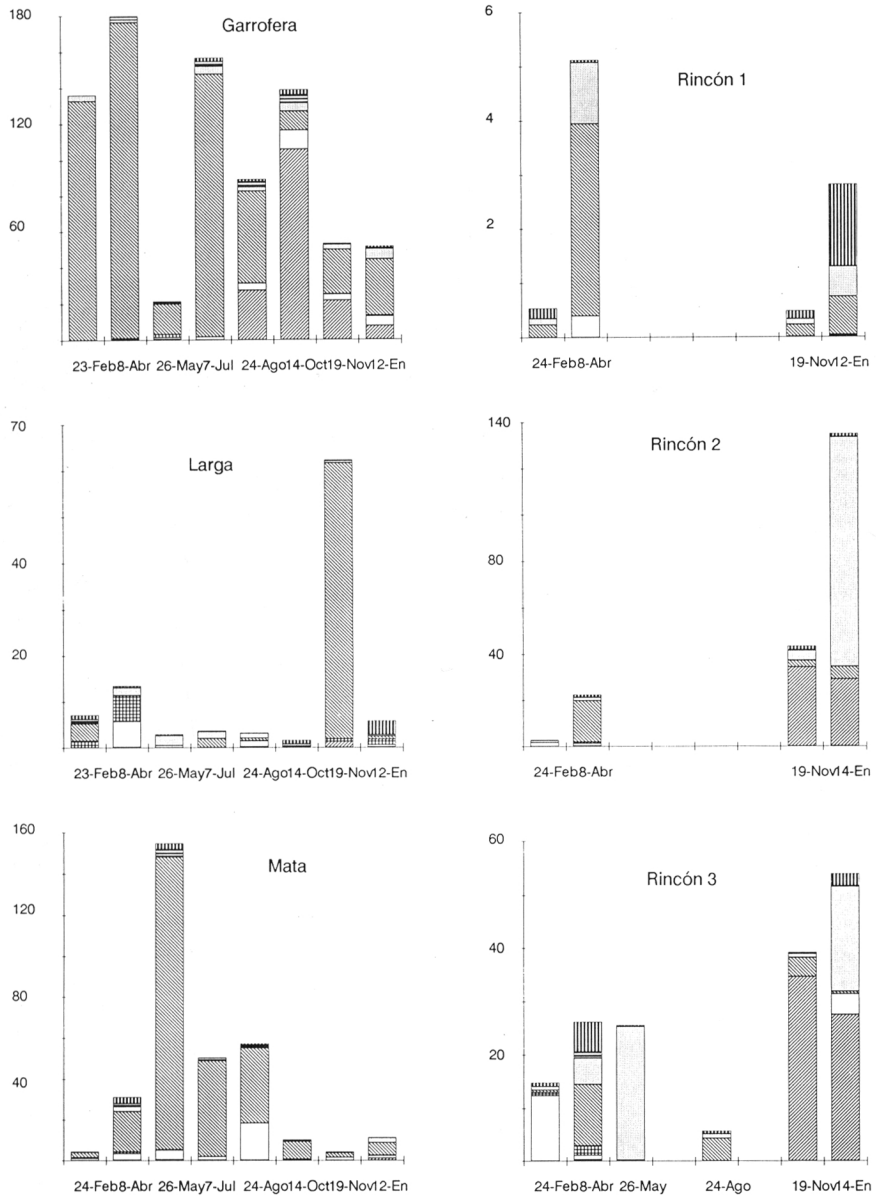 Garrofera
180
120
60
23-Feb8-Abr 26-May7-Jul 24-Ago14-Oct19-Nov12-En
Rincón 1
6
4
2
24-Feb8-Abr 19-Nov12-En
Larga
70
40
20
23-Feb8-Abr 26-May7-Jul 24-Ago14-Oct19-Nov12-En
Rincón 2
140
80
40
24-Feb8-Abr 19-Nov14-En
Mata
160
120
80
40
24-Feb8-Abr 26-May7-Jul 24-Ago14-Oct19-Nov12-En
Rincón 3
60
40
20
24-Feb8-Abr 26-May 24-Ago 19-Nov14-En